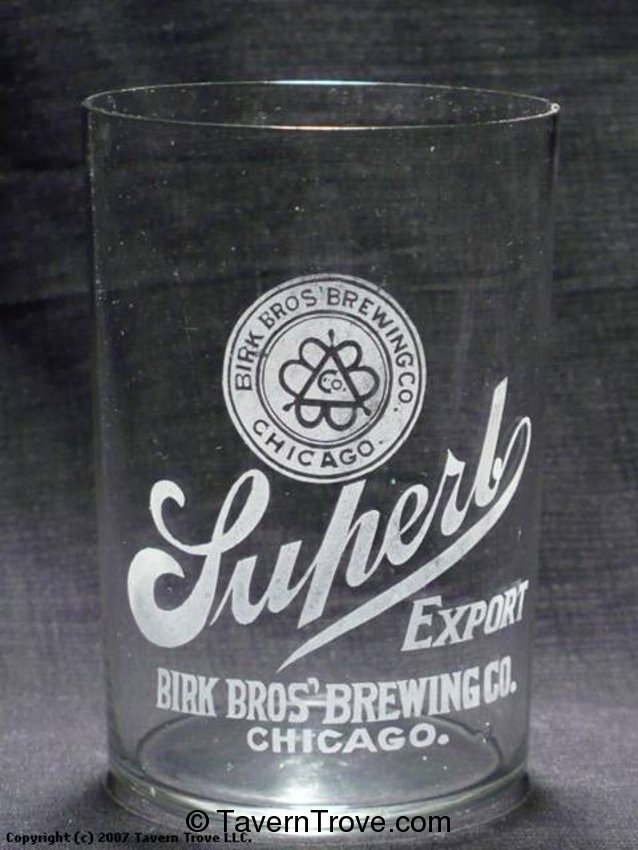 BIRK BROS' BREWING CO.
Co.
CHICAGO.
Superb
EXPORT
BIRK BROS' BREWING CO.
CHICAGO.
© TavernTrove.com
Copyright (c) 2007 Tavern Trove LLC.